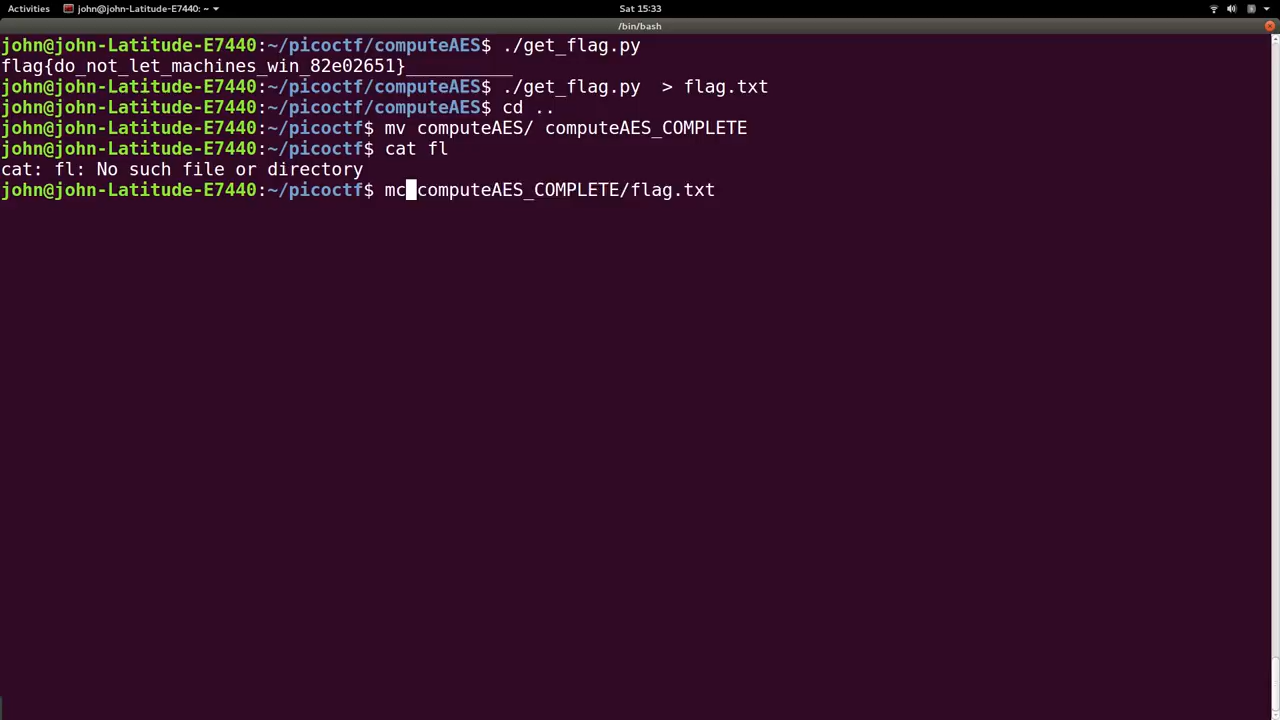 Activities john@john-Latitude-E7440: ~ Sat 15:33
/bin/bash
john@john-Latitude-E7440:~/picoctf/computeAES$ ./get_flag.py
flag{do_not_let_machines_win_82e02651}__________
john@john-Latitude-E7440:~/picoctf/computeAES$ ./get_flag.py  > flag.txt
john@john-Latitude-E7440:~/picoctf/computeAES$ cd ..
john@john-Latitude-E7440:~/picoctf$ mv computeAES/ computeAES_COMPLETE
john@john-Latitude-E7440:~/picoctf$ cat fl
cat: fl: No such file or directory
john@john-Latitude-E7440:~/picoctf$ mc computeAES_COMPLETE/flag.txt